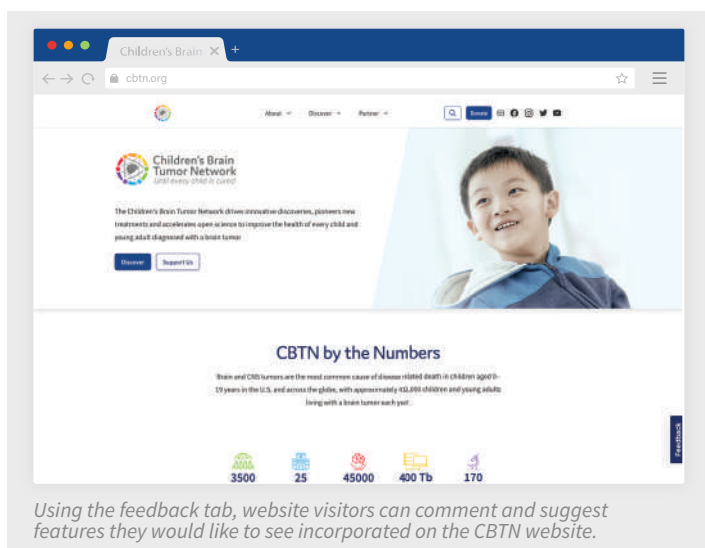 Children's Brain
cbtn.org
About
Discover
Partner
Donate
Children's Brain
Tumor Network
Until every child is cured
The Children's Brain Tumor Network drives innovative discoveries, pioneers new
treatments and accelerates open science to improve the health of every child and
young adult diagnosed with a brain tumor
Discover
Support Us
CBTN by the Numbers
Brain and CNS tumors are the most common cause of disease related death in children aged 0-
19 years in the U.S. and across the globe, with approximately children and young adults
living with a brain tumor each year.
Feedback
3500
25
45000
400 Tb
170
Using the feedback tab, website visitors can comment and suggest
features they would like to see incorporated on the CBTN website.